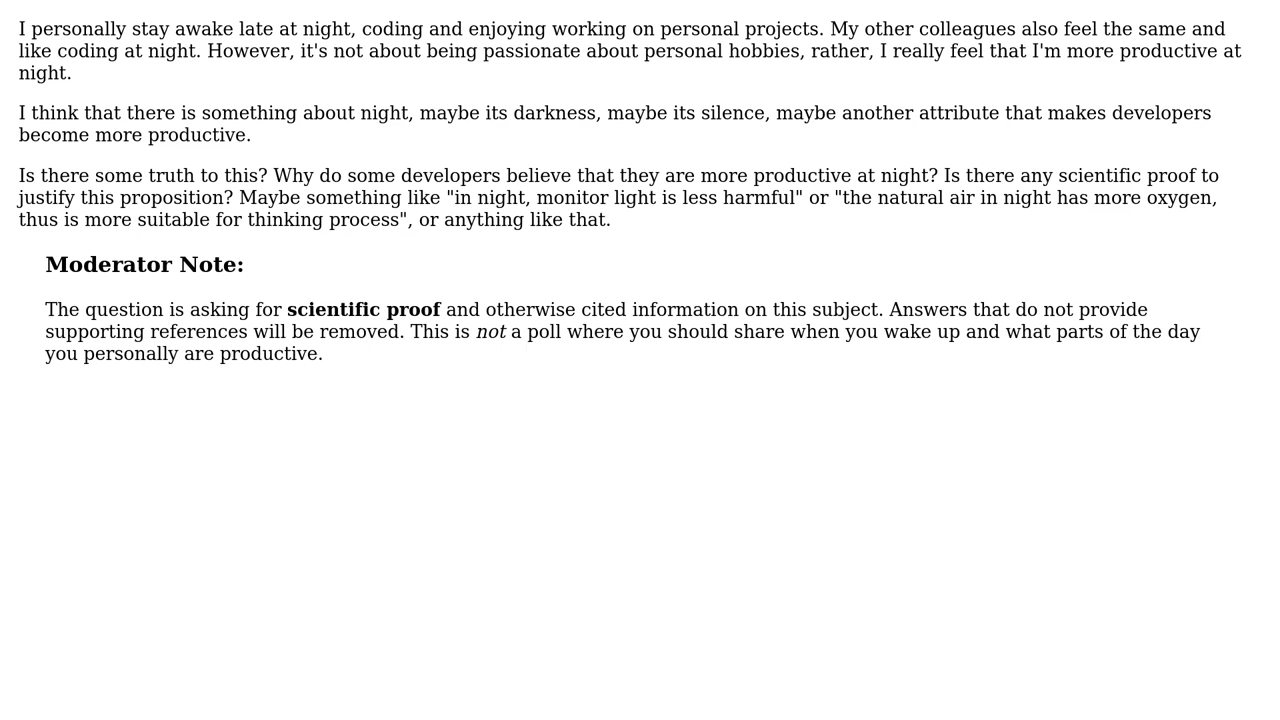 I personally stay awake late at night, coding and enjoying working on personal projects. My other colleagues also feel the same and
like coding at night. However, it's not about being passionate about personal hobbies, rather, I really feel that I'm more productive at
night.
I think that there is something about night, maybe its darkness, maybe its silence, maybe another attribute that makes developers
become more productive.
Is there some truth to this? Why do some developers believe that they are more productive at night? Is there any scientific proof to
justify this proposition? Maybe something like "in night, monitor light is less harmful" or "the natural air in night has more oxygen,
thus is more suitable for thinking process", or anything like that.
Moderator Note:
The question is asking for scientific proof and otherwise cited information on this subject. Answers that do not provide
supporting references will be removed. This is not a poll where you should share when you wake up and what parts of the day
you personally are productive.